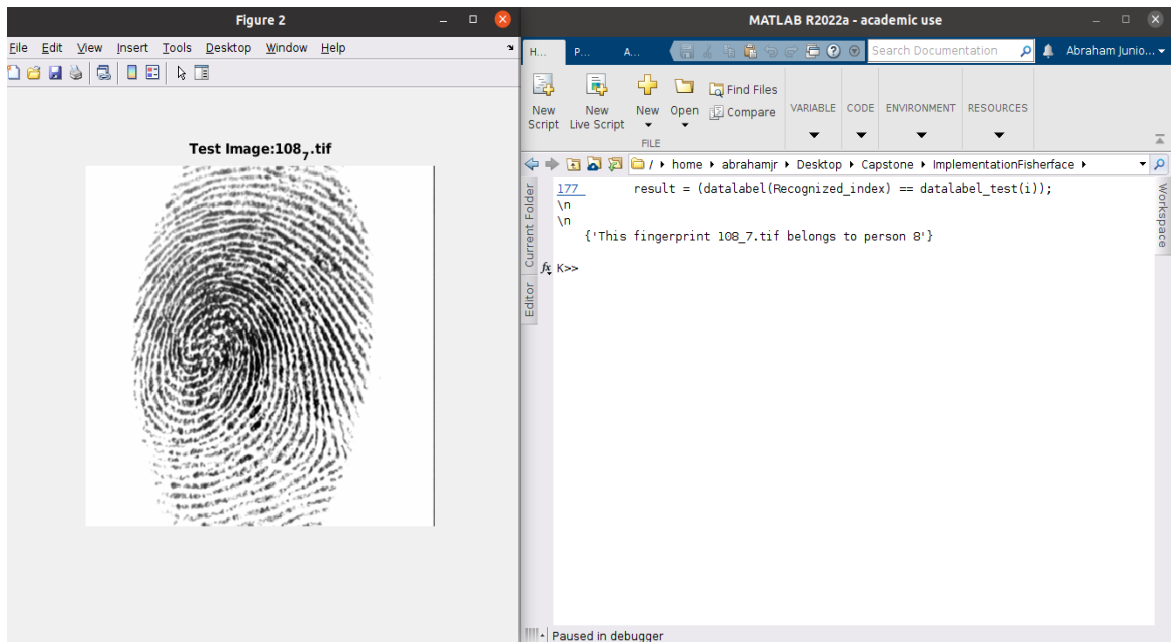 Figure 2
File Edit View Insert Tools Desktop Window Help
Test Image:108₇.tif
MATLAB R2022a - academic use
H... P... A...
Search Documentation
Abraham Junio...
New Script
New Live Script
New
Open
Find Files
Compare
FILE
VARIABLE
CODE
ENVIRONMENT
RESOURCES
/ home abrahamjr Desktop Capstone ImplementationFisherface
Current Folder
Editor
Workspace
177 result = (datalabel(Recognized_index) == datalabel_test(i));
\n
\n
{'This fingerprint 108_7.tif belongs to person 8'}
fx K>>
Paused in debugger